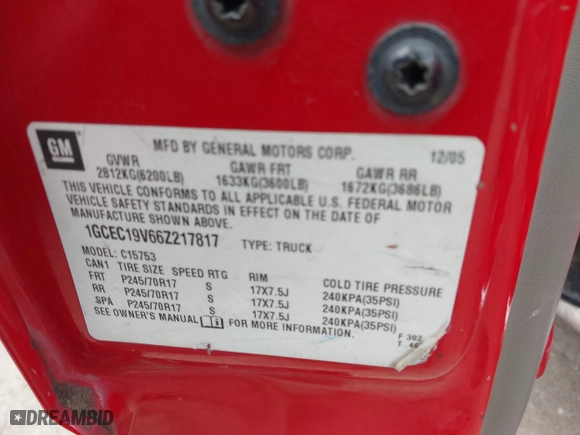 GM
MFD BY GENERAL MOTORS CORP. 12/05
GVWR GAWR FRT GAWR RR
2812KG(6200LB) 1633KG(3600LB) 1672KG(3686LB)
THIS VEHICLE CONFORMS TO ALL APPLICABLE U.S. FEDERAL MOTOR
VEHICLE SAFETY STANDARDS IN EFFECT ON THE DATE OF
MANUFACTURE SHOWN ABOVE.
1GCEC19V66Z217817 TYPE: TRUCK
MODEL: C15753
CAN1 TIRE SIZE SPEED RTG RIM COLD TIRE PRESSURE
FRT P245/70R17 S 17X7.5J 240KPA(35PSI)
RR P245/70R17 S 17X7.5J 240KPA(35PSI)
SPA P245/70R17 S 17X7.5J 240KPA(35PSI)
SEE OWNER'S MANUAL FOR MORE INFORMATION.
F 302
T
DREAMBID